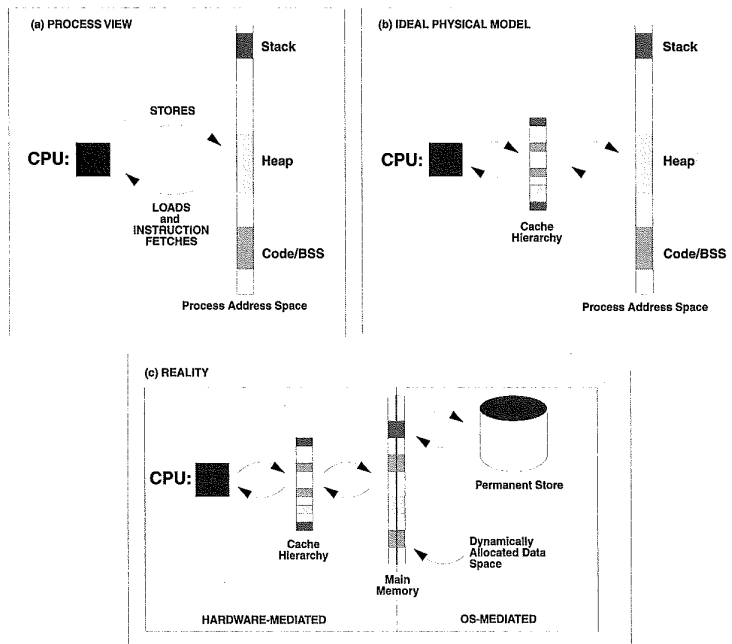 (a) PROCESS VIEW
Stack
STORES
CPU:
Heap
LOADS
and
INSTRUCTION
FETCHES
Code/BSS
Process Address Space
(b) IDEAL PHYSICAL MODEL
Stack
CPU:
Heap
Cache
Hierarchy
Code/BSS
Process Address Space
(c) REALITY
CPU:
Permanent Store
Cache
Hierarchy
Dynamically
Allocated Data
Space
Main
Memory
HARDWARE-MEDIATED
OS-MEDIATED